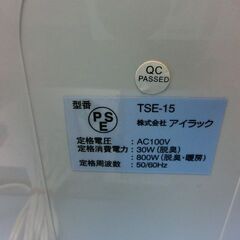 QC
PASSED
型番 TSE-15
PSE 株式会社 アイラック
定格電圧 : AC100V
定格消費電力 : 30W(脱臭)
800W(脱臭・暖房)
定格周波数 : 50/60Hz